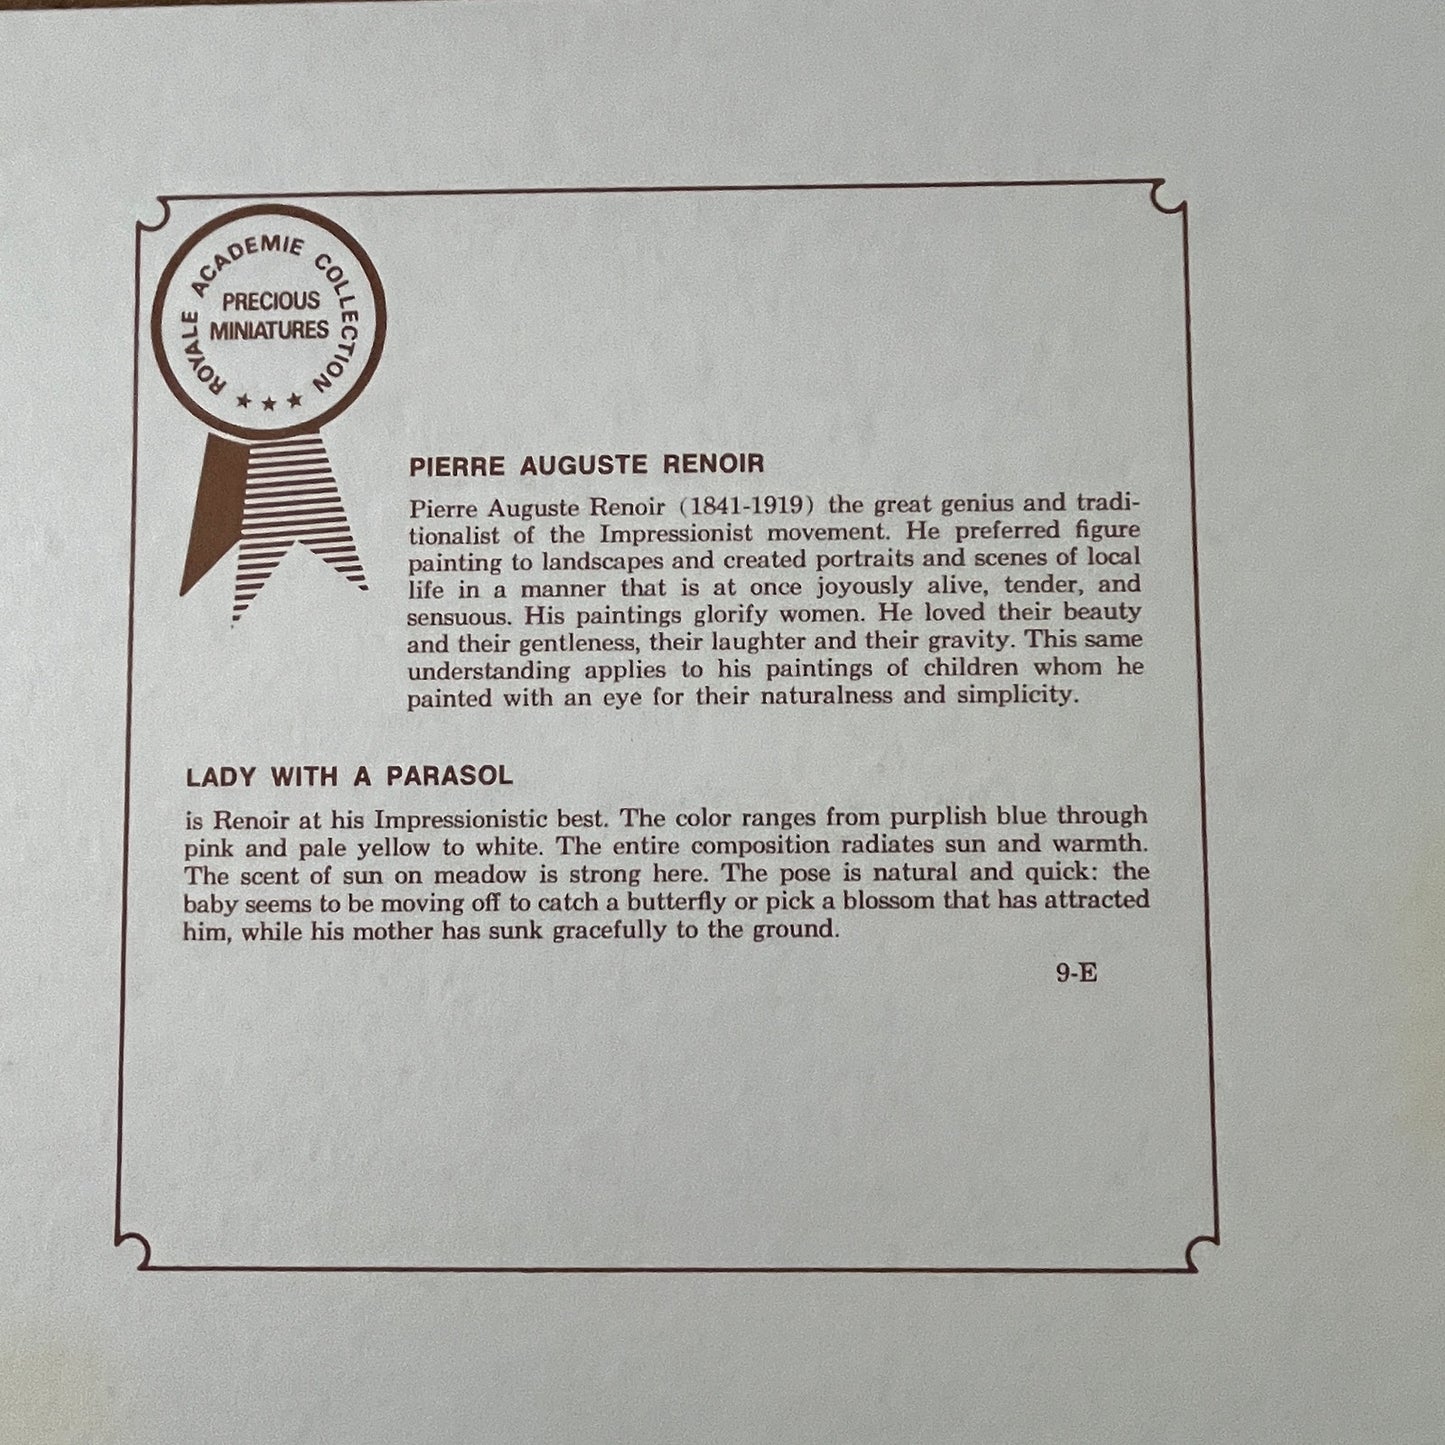 ROYALE ACADEMIE COLLECTION
PRECIOUS
MINIATURES
PIERRE AUGUSTE RENOIR
Pierre Auguste Renoir (1841-1919) the great genius and tradi-
tionalist of the Impressionist movement. He preferred figure
painting to landscapes and created portraits and scenes of local
life in a manner that is at once joyously alive, tender, and
sensuous. His paintings glorify women. He loved their beauty
and their gentleness, their laughter and their gravity. This same
understanding applies to his paintings of children whom he
painted with an eye for their naturalness and simplicity.
LADY WITH A PARASOL
is Renoir at his Impressionistic best. The color ranges from purplish blue through
pink and pale yellow to white. The entire composition radiates sun and warmth.
The scent of sun on meadow is strong here. The pose is natural and quick: the
baby seems to be moving off to catch a butterfly or pick a blossom that has attracted
him, while his mother has sunk gracefully to the ground.
9-E